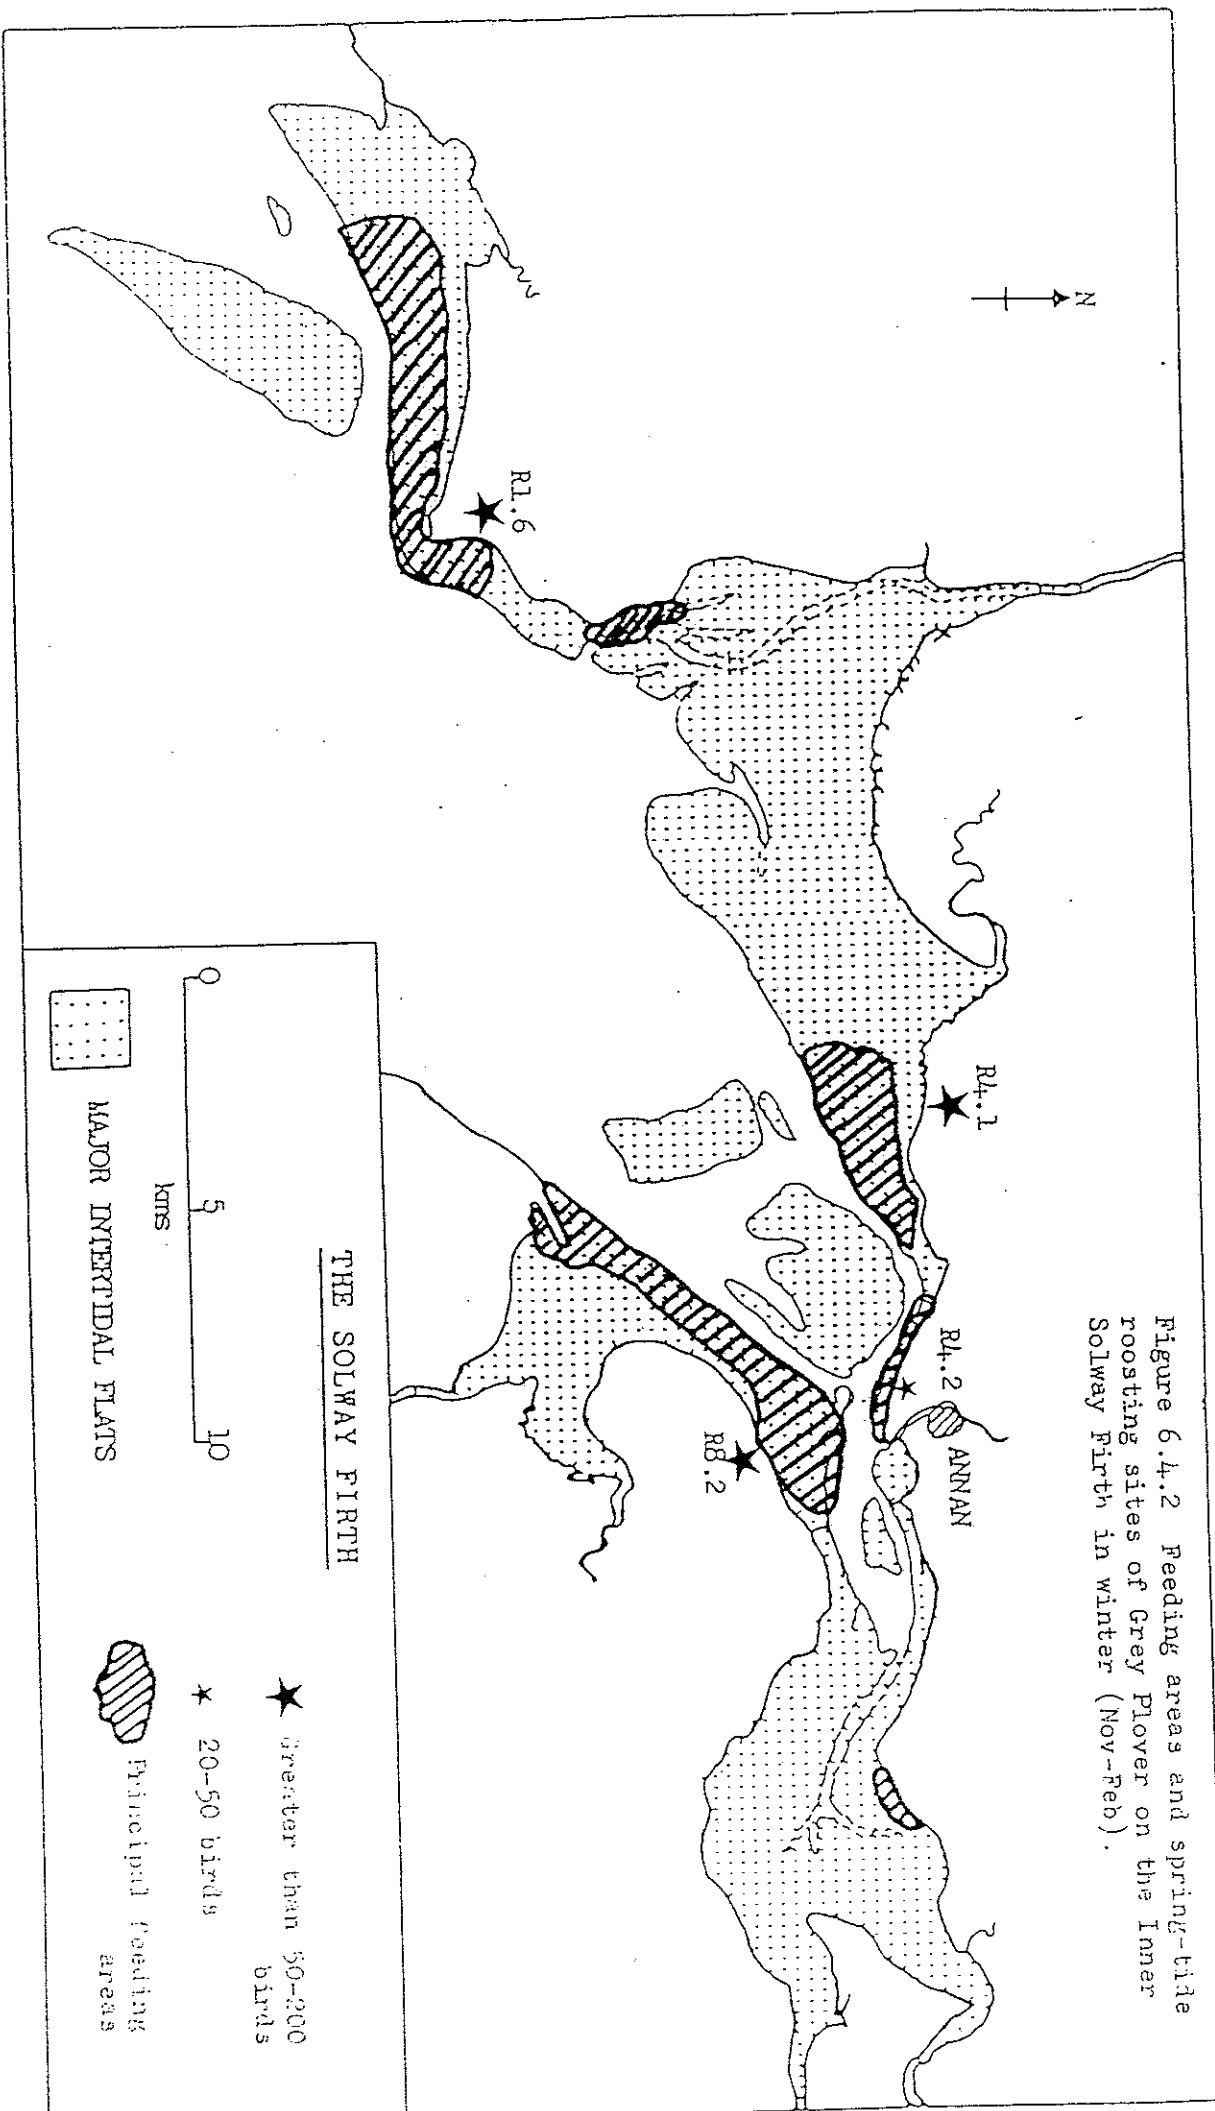 Figure 6.4.2 Feeding areas and spring-tide
roosting sites of Grey Plover on the Inner
Solway Firth in winter (Nov-Feb).
N
R1.6
R4.1
R4.2
ANNAN
R8.2
THE SOLWAY FIRTH
0 5 10
kms
MAJOR INTERTIDAL FLATS
Greater than 50-200
birds
20-50 birds
Principal feeding
areas